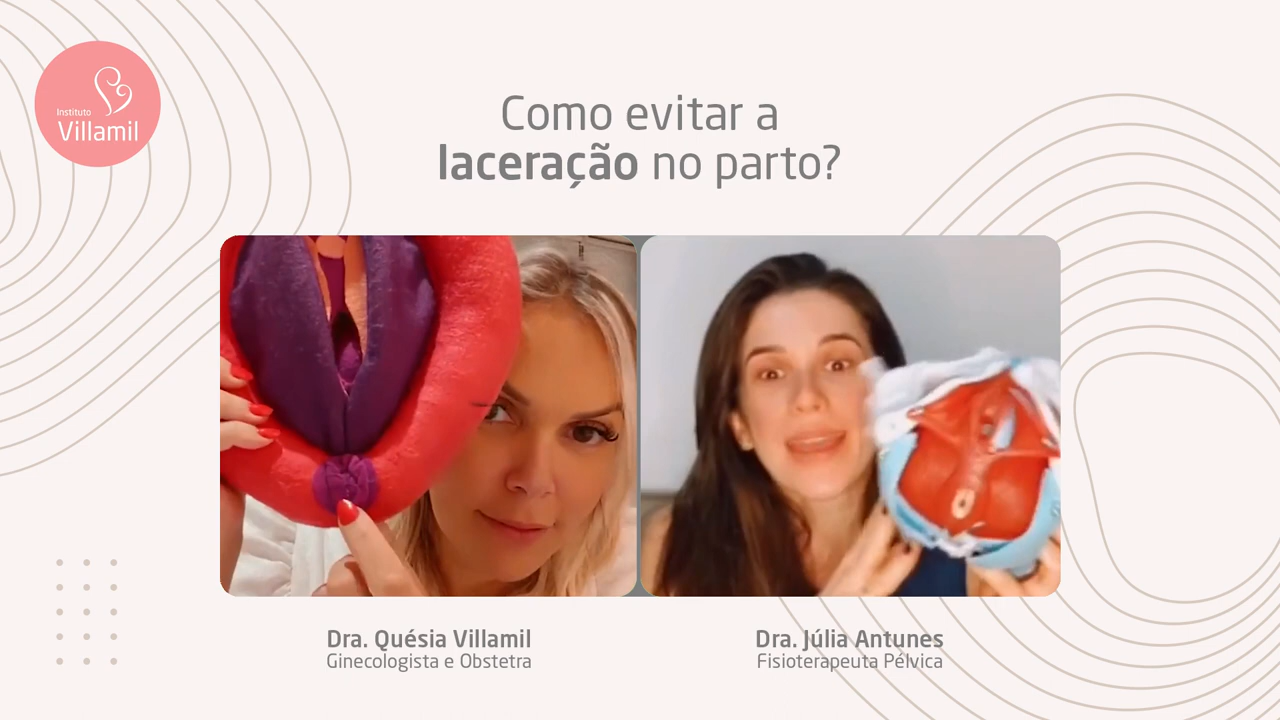 Instituto
Villamil
Como evitar a
laceração no parto?
Dra. Quésia Villamil
Ginecologista e Obstetra
Dra. Júlia Antunes
Fisioterapeuta Pélvica